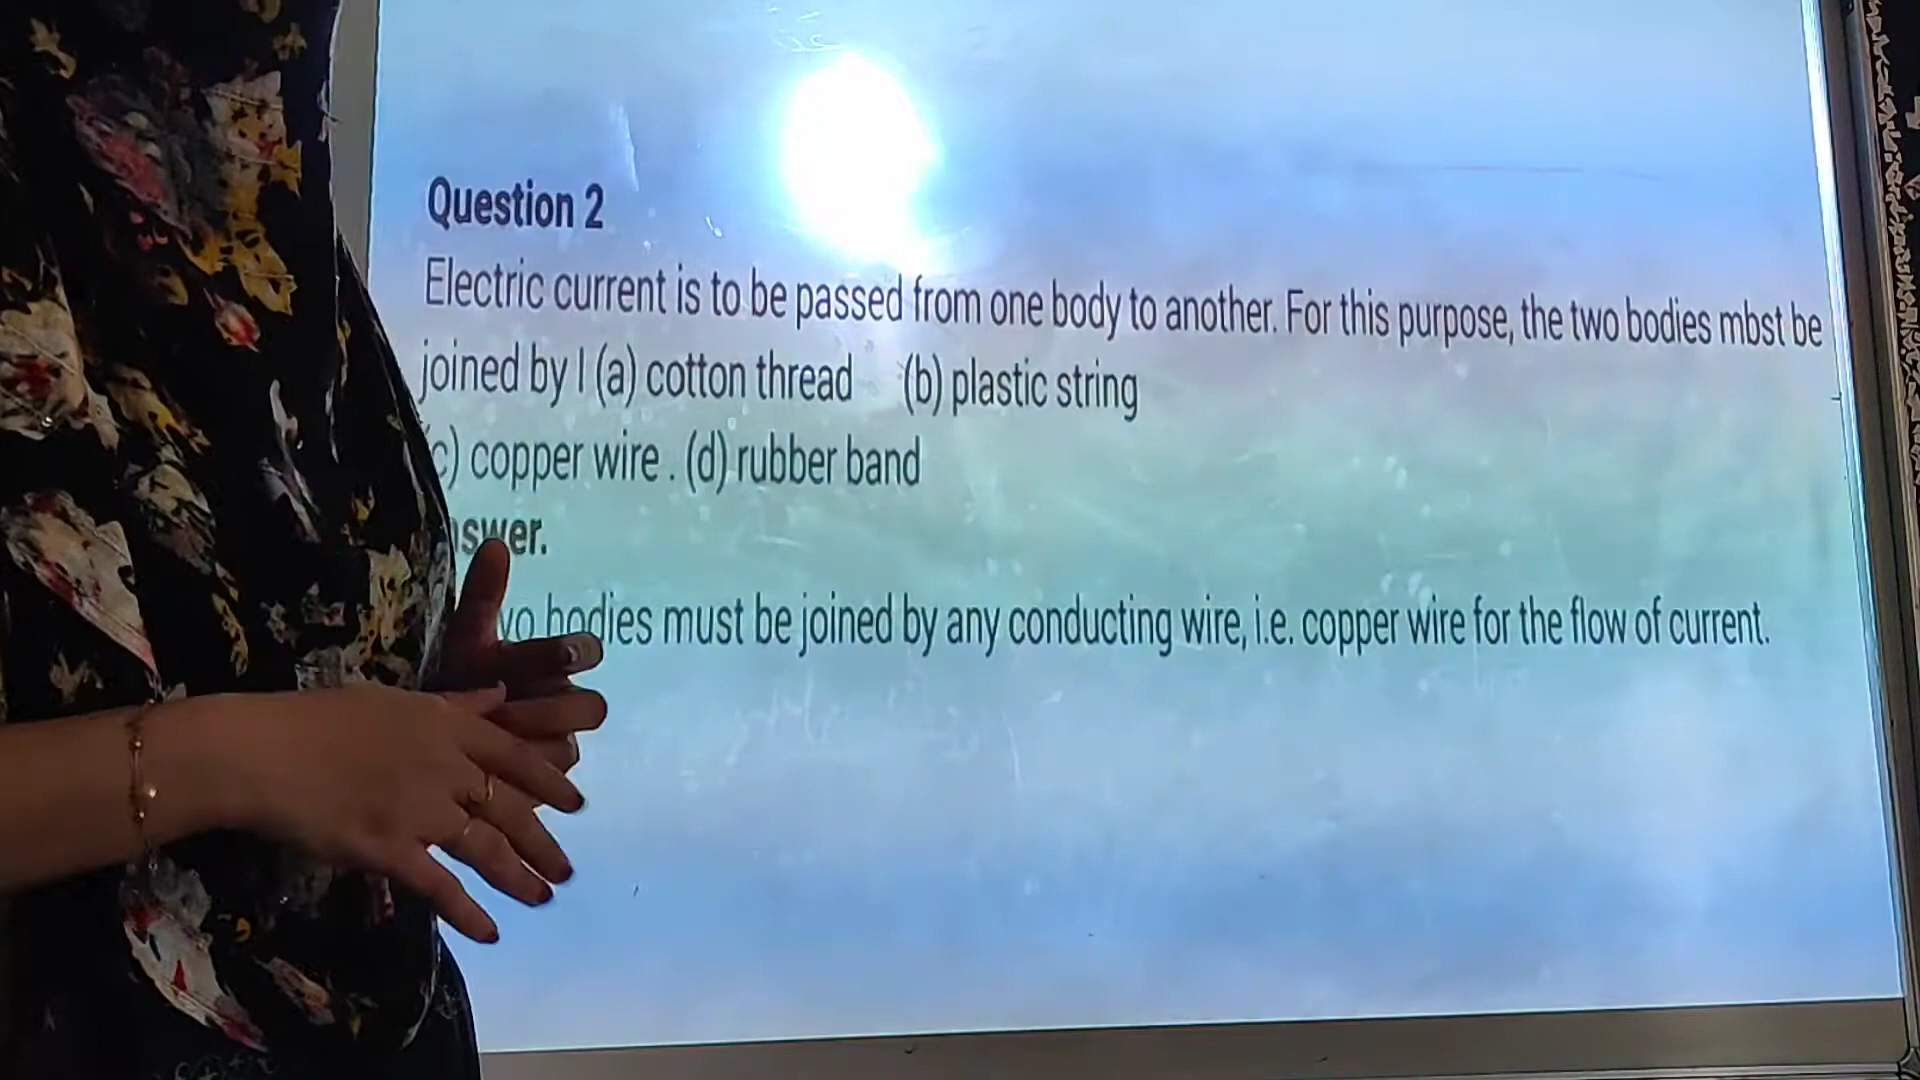 Question 2
Electric current is to be passed from one body to another. For this purpose, the two bodies mbst be
joined by l (a) cotton thread (b) plastic string
c) copper wire . (d) rubber band
swer.
bodies must be joined by any conducting wire, i.e. copper wire for the flow of current.